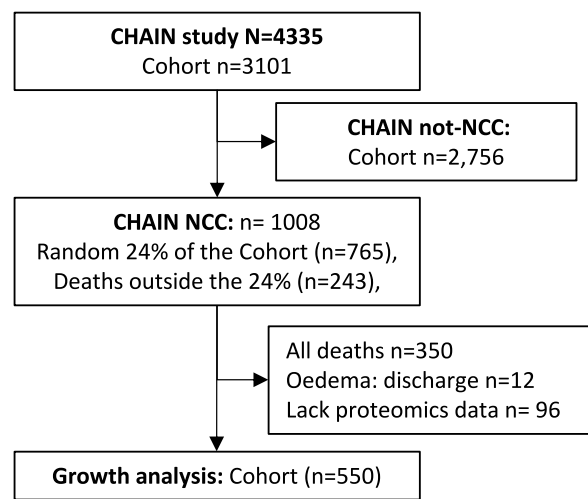 CHAIN study N=4335
Cohort n=3101
CHAIN not-NCC:
Cohort n=2,756
CHAIN NCC: n= 1008
Random 24% of the Cohort (n=765),
Deaths outside the 24% (n=243),
All deaths n=350
Oedema: discharge n=12
Lack proteomics data n= 96
Growth analysis: Cohort (n=550)